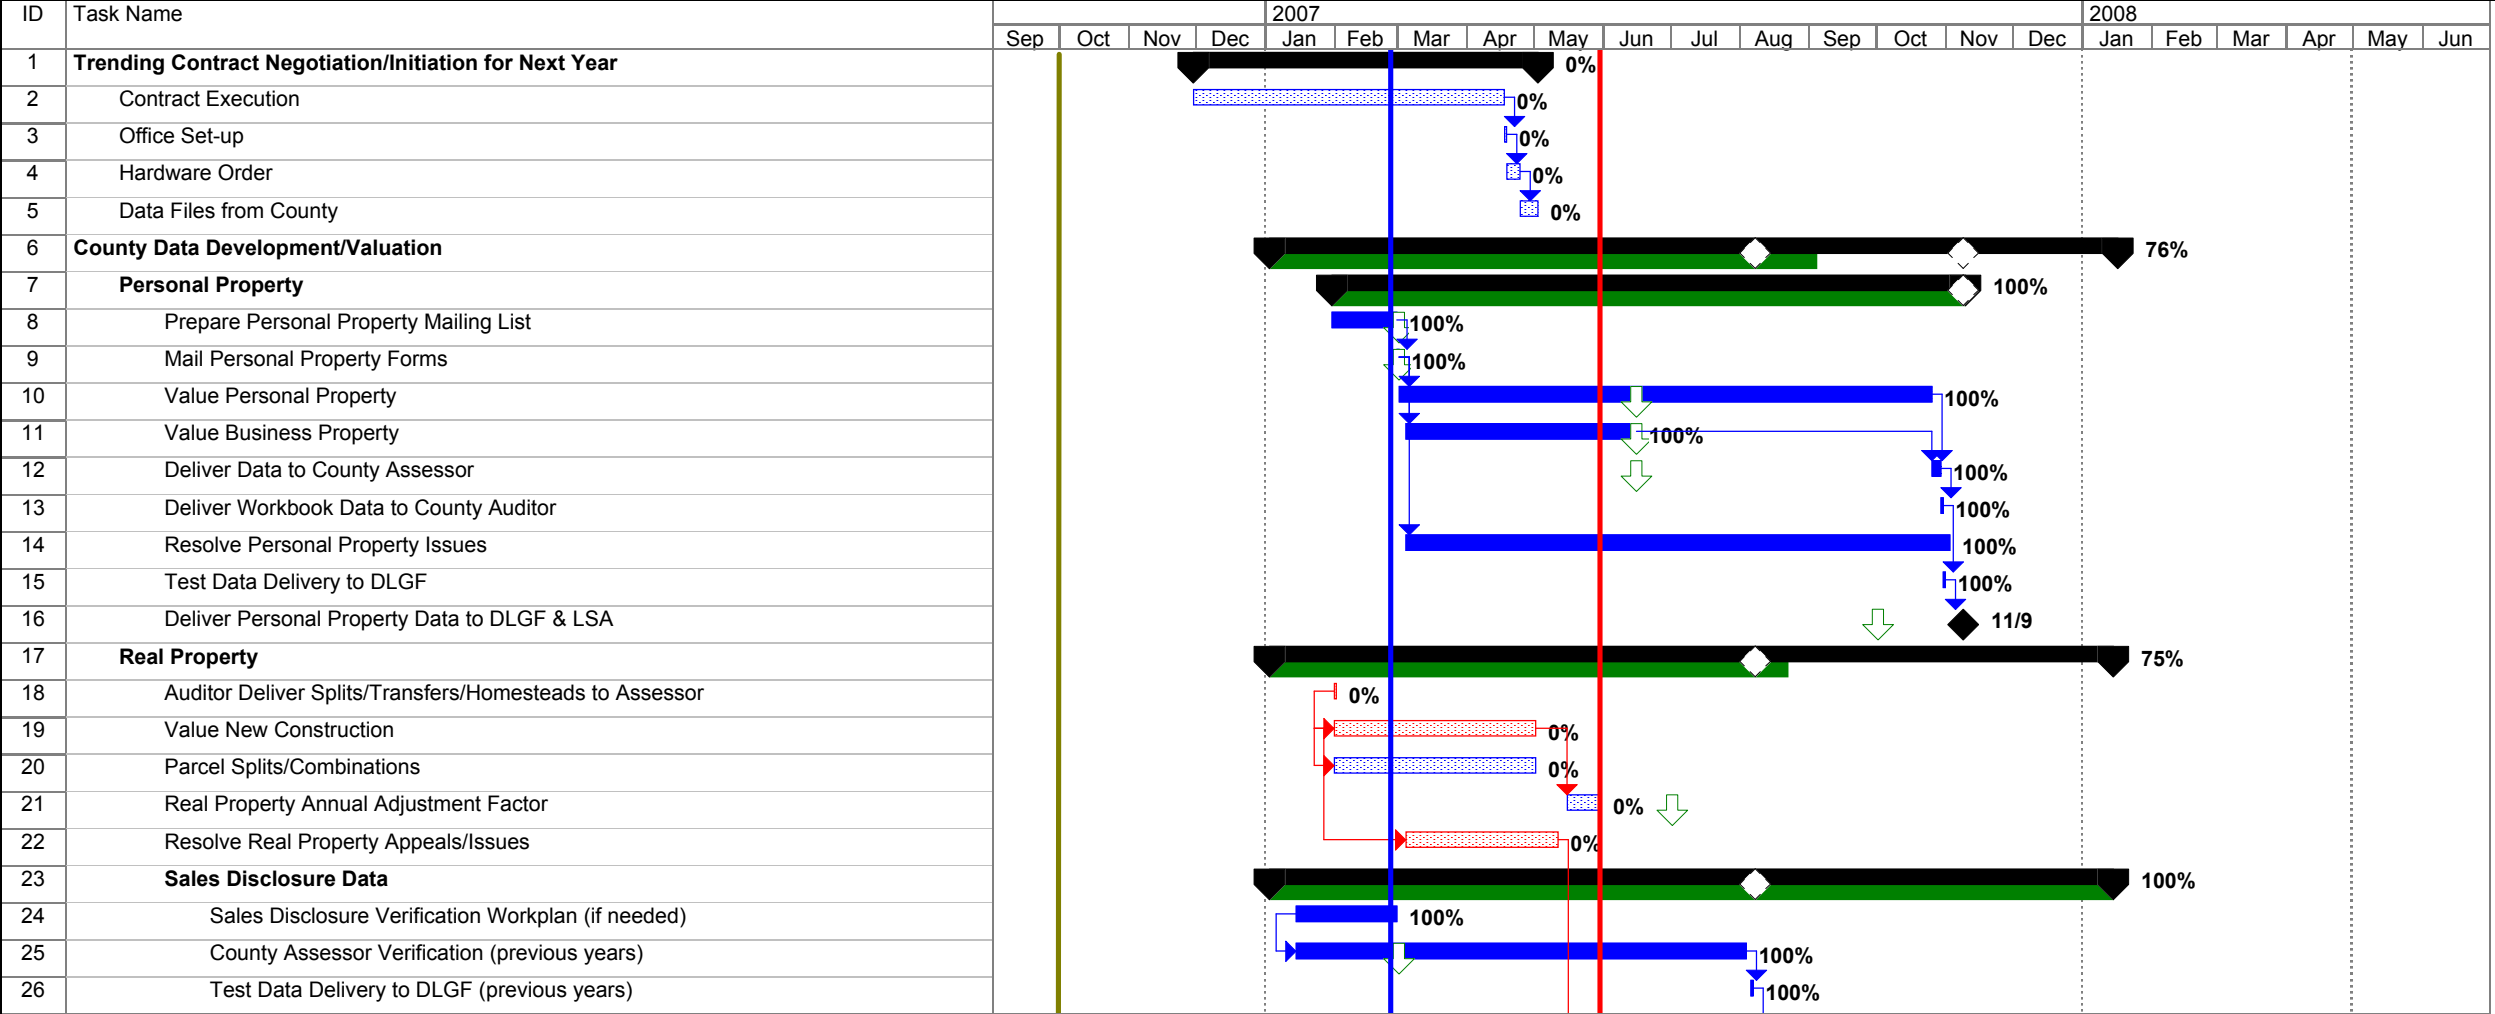 ID Task Name 2007 2008
Sep Oct Nov Dec Jan Feb Mar Apr May Jun Jul Aug Sep Oct Nov Dec Jan Feb Mar Apr May Jun
1 Trending Contract Negotiation/Initiation for Next Year 0%
2 Contract Execution 0%
3 Office Set-up 0%
4 Hardware Order 0%
5 Data Files from County 0%
6 County Data Development/Valuation 76%
7 Personal Property 100%
8 Prepare Personal Property Mailing List 100%
9 Mail Personal Property Forms 100%
10 Value Personal Property 100%
11 Value Business Property 100%
12 Deliver Data to County Assessor 100%
13 Deliver Workbook Data to County Auditor 100%
14 Resolve Personal Property Issues 100%
15 Test Data Delivery to DLGF 100%
16 Deliver Personal Property Data to DLGF & LSA 11/9
17 Real Property 75%
18 Auditor Deliver Splits/Transfers/Homesteads to Assessor 0%
19 Value New Construction 0%
20 Parcel Splits/Combinations 0%
21 Real Property Annual Adjustment Factor 0%
22 Resolve Real Property Appeals/Issues 0%
23 Sales Disclosure Data 100%
24 Sales Disclosure Verification Workplan (if needed) 100%
25 County Assessor Verification (previous years) 100%
26 Test Data Delivery to DLGF (previous years) 100%